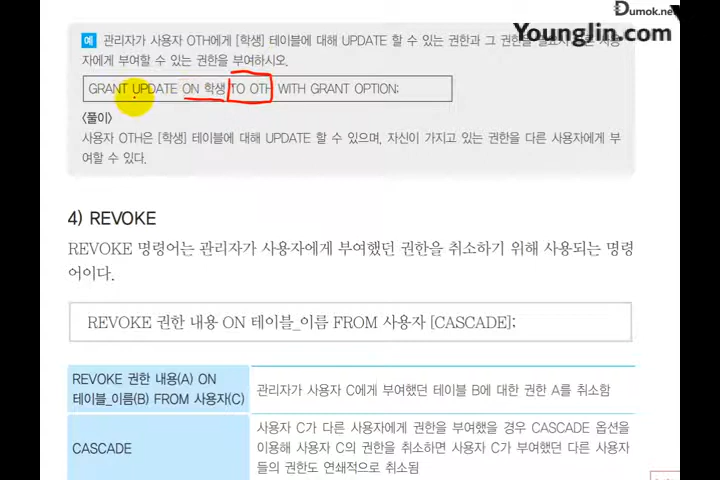 Dumok.ne
Younglin.com
예 관리자가 사용자 OTH에게 [학생] 테이블에 대해 UPDATE 할 수 있는 권한과 그 권한을
자에게 부여할 수 있는 권한을 부여하시오.
GRANT UPDATE ON 학생 TO OTH WITH GRANT OPTION;
〈풀이〉
사용자 OTH은 [학생] 테이블에 대해 UPDATE 할 수 있으며, 자신이 가지고 있는 권한을 다른 사용자에게 부
여할 수 있다.
4) REVOKE
REVOKE 명령어는 관리자가 사용자에게 부여했던 권한을 취소하기 위해 사용되는 명령
어이다.
REVOKE 권한 내용 ON 테이블_이름 FROM 사용자 [CASCADE];
REVOKE 권한 내용(A) ON
테이블_이름(B) FROM 사용자(C)
관리자가 사용자 C에게 부여했던 테이블 B에 대한 권한 A를 취소함
CASCADE
사용자 C가 다른 사용자에게 권한을 부여했을 경우 CASCADE 옵션을
이용해 사용자 C의 권한을 취소하면 사용자 C가 부여했던 다른 사용자
들의 권한도 연쇄적으로 취소됨